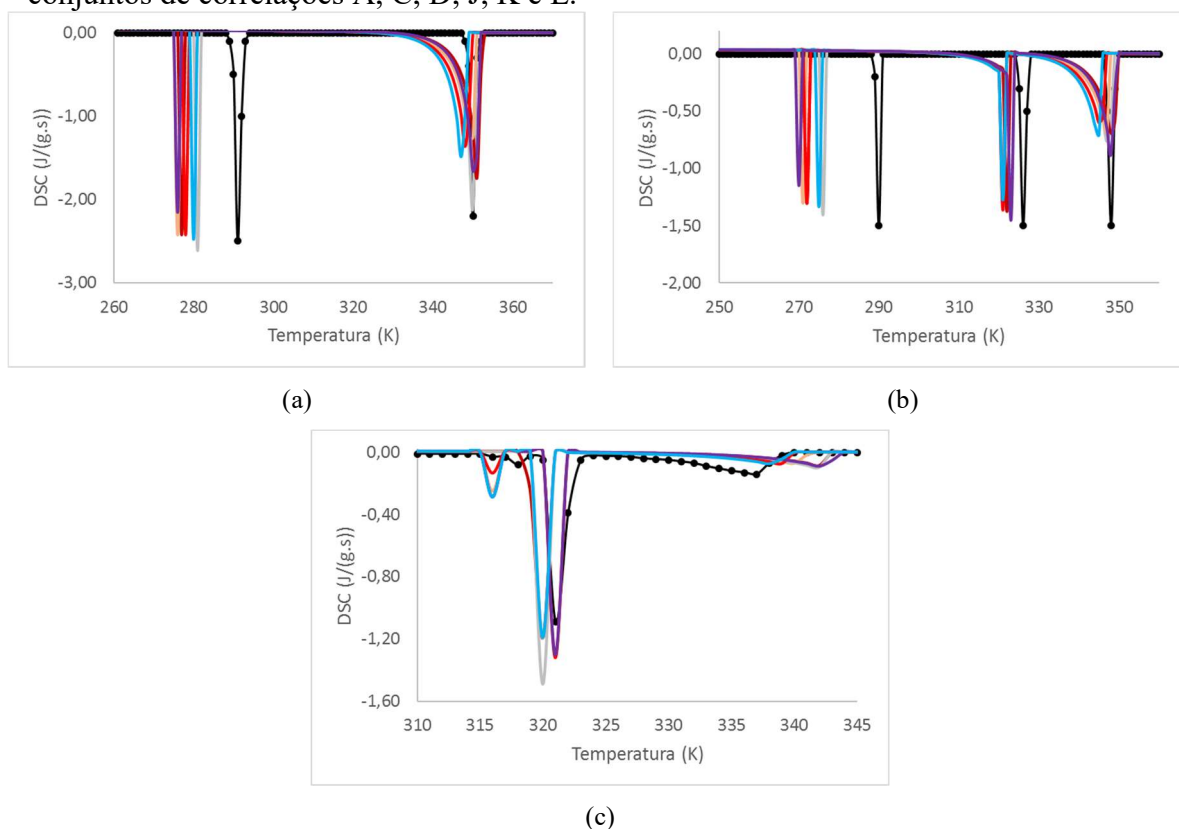 conjuntos de correlações A, C, D, J, K e L.
0,00
-1,00
-2,00
-3,00
DSC (J/(g.s))
260 280 300 320 340 360
Temperatura (K)
(a)
0,00
-0,50
-1,00
-1,50
-2,00
DSC (J/(g.s))
250 270 290 310 330 350
Temperatura (K)
(b)
0,00
-0,40
-0,80
-1,20
-1,60
DSC (J/(g.s))
310 315 320 325 330 335 340 345
Temperatura (K)
(c)